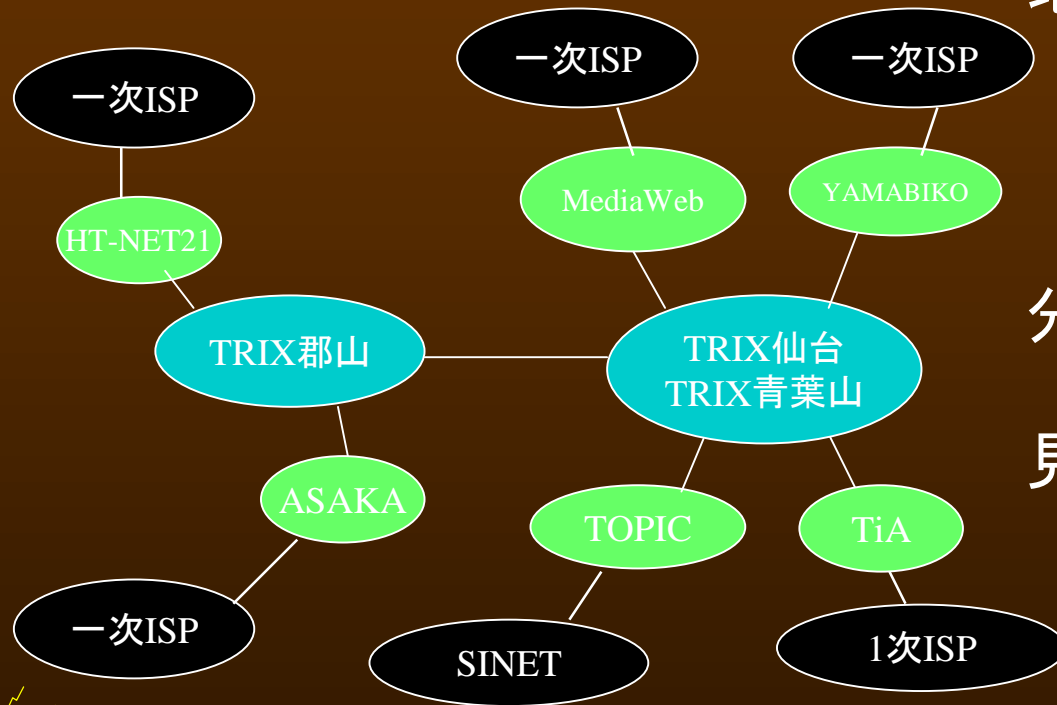 一次ISP
一次ISP
一次ISP
MediaWeb
YAMABIKO
HT-NET21
TRIX郡山
TRIX仙台
TRIX青葉山
ASAKA
TOPIC
TiA
一次ISP
SINET
1次ISP